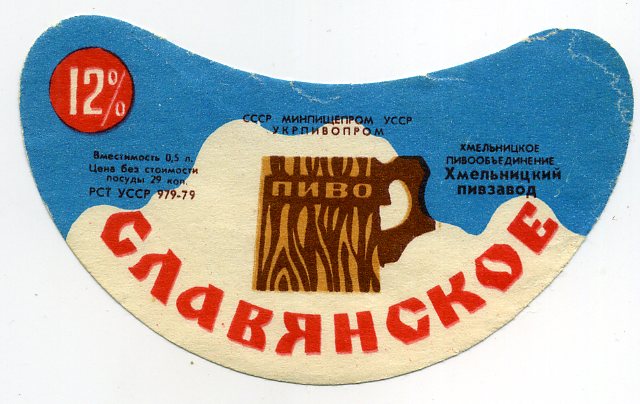 12%
СССР МИНПИЩЕПРОМ УССР
УКРПИВОПРОМ
Вместимость 0,5 л.
Цена без стоимости
посуды 29 коп.
РСТ УССР 979-79
ХМЕЛЬНИЦКОЕ
ПИВООБЪЕДИНЕНИЕ
Хмельницкий
пивзавод
ПИВО
СЛАВЯНСКОЕ